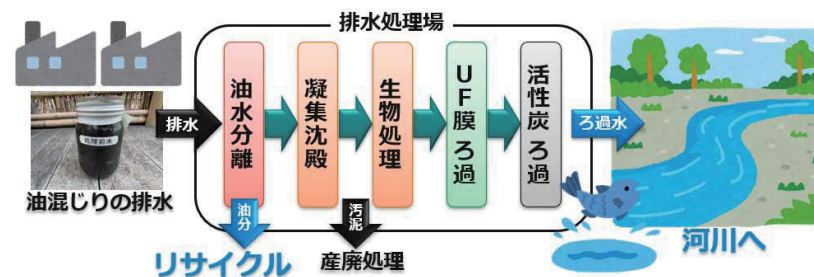 排水処理場
油水分離
凝集沈殿
生物処理
UF膜ろ過
活性炭ろ過
排水
ろ過水
処理前水
油混じりの排水
油分
汚泥
リサイクル
産廃処理
河川へ